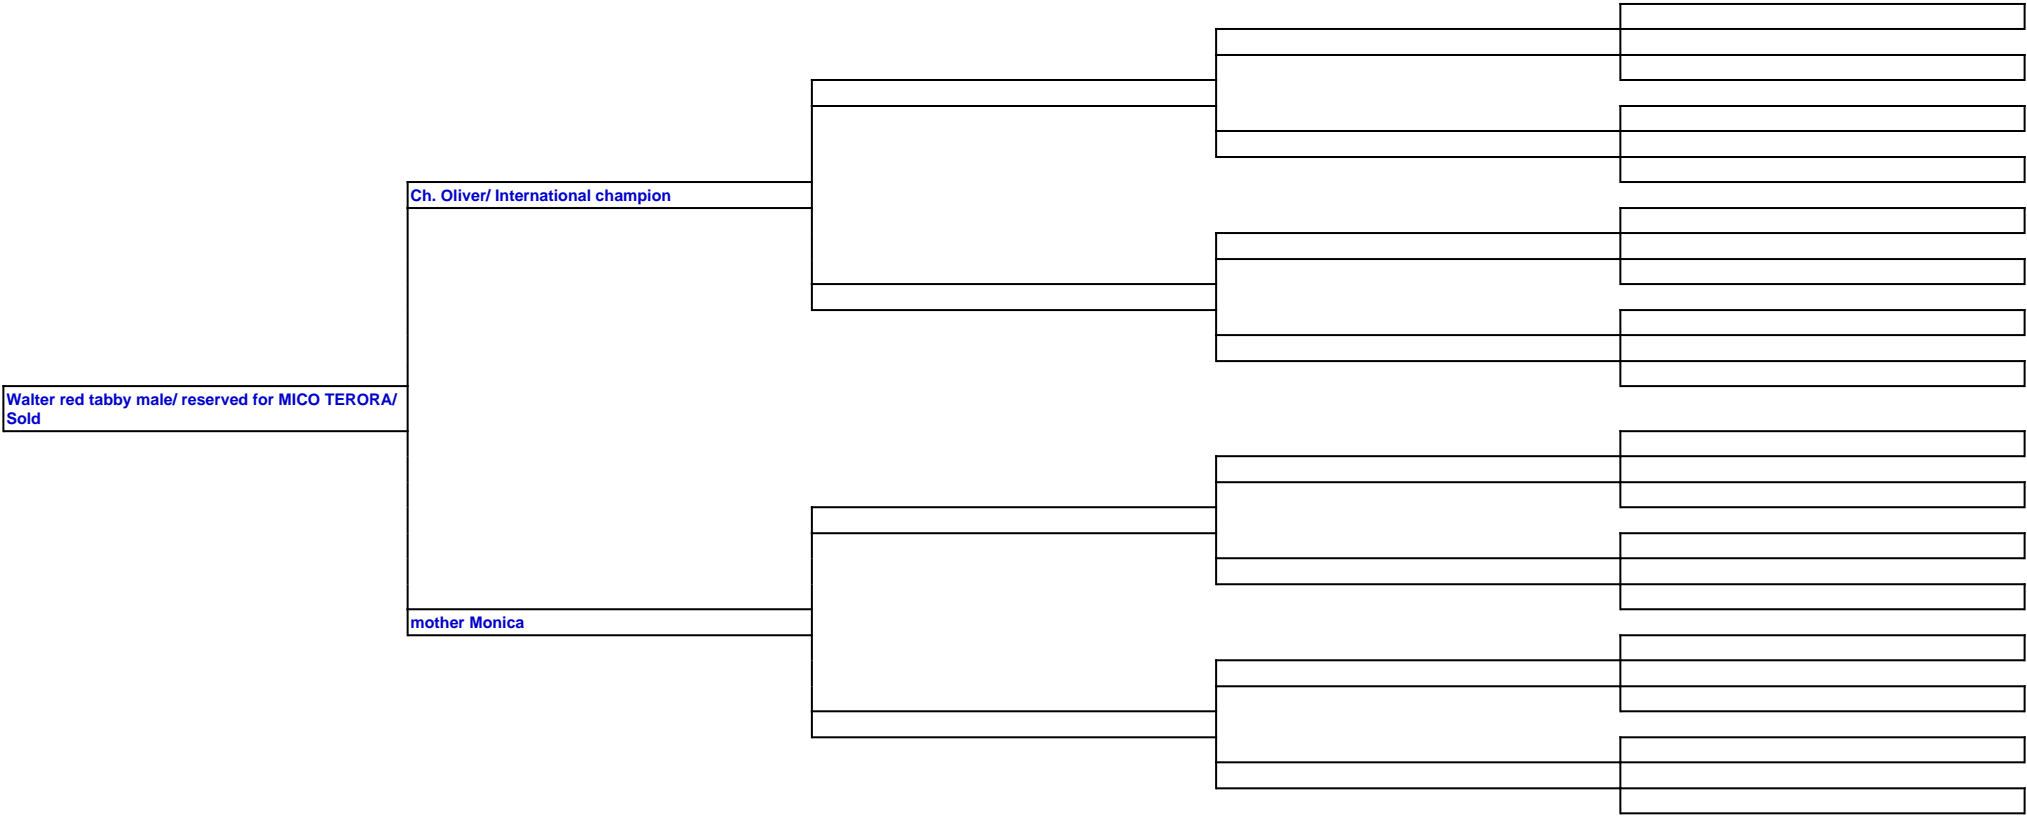 Ch. Oliver/ International champion
Walter red tabby male/ reserved for MICO TERORA/
Sold
mother Monica